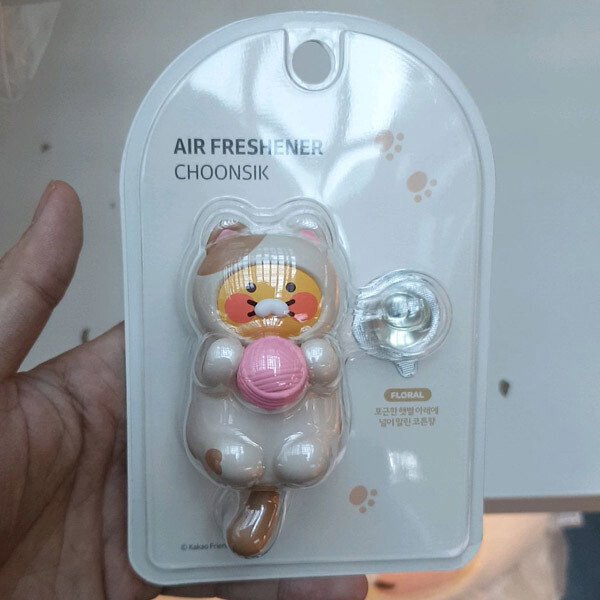 AIR FRESHENER
CHOONSIK
FLORAL
포근한 햇빛 아래에
널어 말린 코튼향
© Kakao Frien